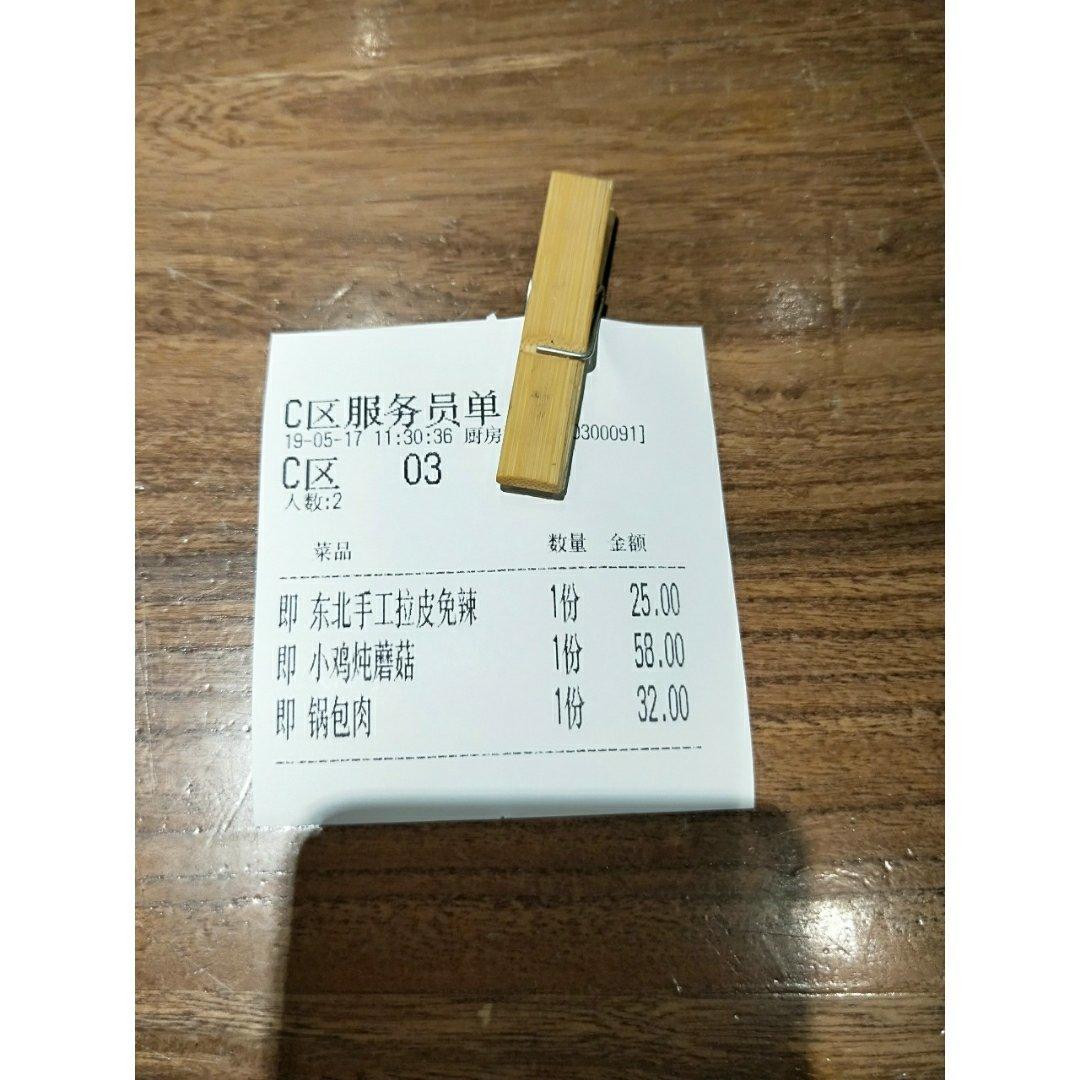 C区服务员单
19-05-17 11:30:36 厨房 0300091]
C区 03
人数:2
菜品 数量 金额
即 东北手工拉皮免辣 1份 25.00
即 小鸡炖蘑菇 1份 58.00
即 锅包肉 1份 32.00